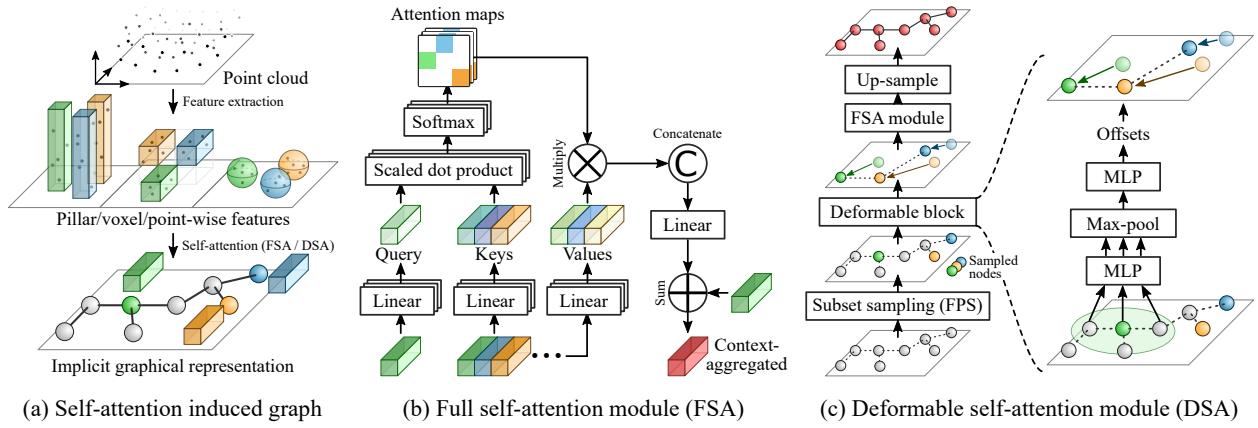 Point cloud
Feature extraction
Pillar/voxel/point-wise features
Self-attention (FSA / DSA)
Implicit graphical representation
(a) Self-attention induced graph
Attention maps
Softmax
Scaled dot product
Multiply
Concatenate
C
Linear
Query
Keys
Values
Linear
Linear
Linear
Sum
Context-
aggregated
(b) Full self-attention module (FSA)
Up-sample
FSA module
Deformable block
Sampled
nodes
Subset sampling (FPS)
Offsets
MLP
Max-pool
MLP
(c) Deformable self-attention module (DSA)